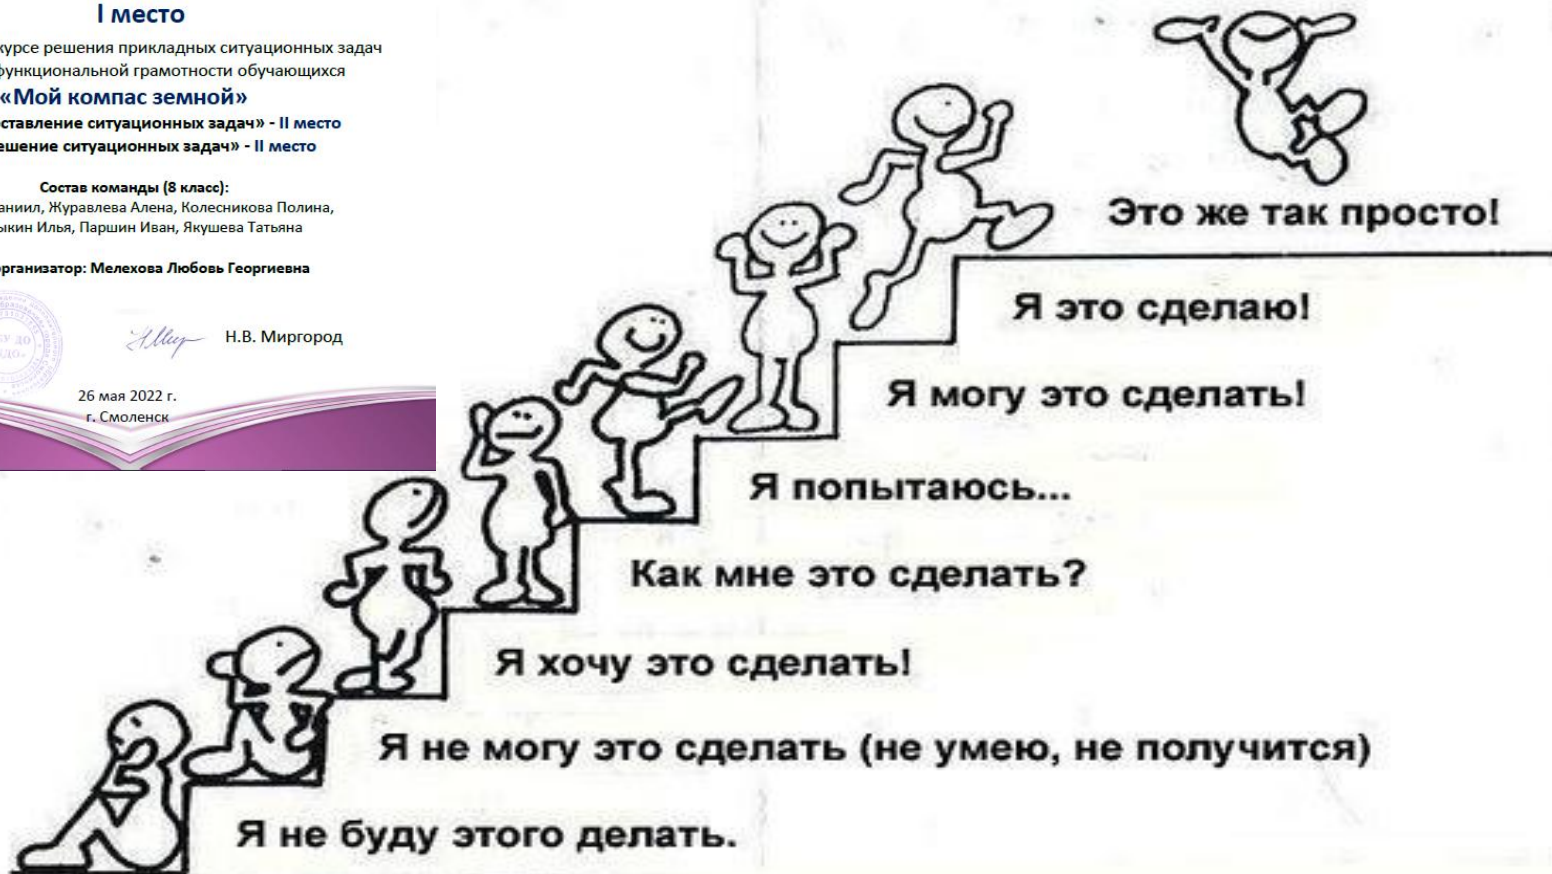 I место
курсе решения прикладных ситуационных задач
функциональной грамотности обучающихся
«Мой компас земной»
ставление ситуационных задач» - II место
ешение ситуационных задач» - II место
Состав команды (8 класс):
аниил, Журавлева Алена, Колесникова Полина,
ыкин Илья, Паршин Иван, Якушева Татьяна
организатор: Мелехова Любовь Георгиевна
Н.В. Миргород
26 мая 2022 г.
г. Смоленск
Это же так просто!
Я это сделаю!
Я могу это сделать!
Я попытаюсь...
Как мне это сделать?
Я хочу это сделать!
Я не могу это сделать (не умею, не получится)
Я не буду этого делать.